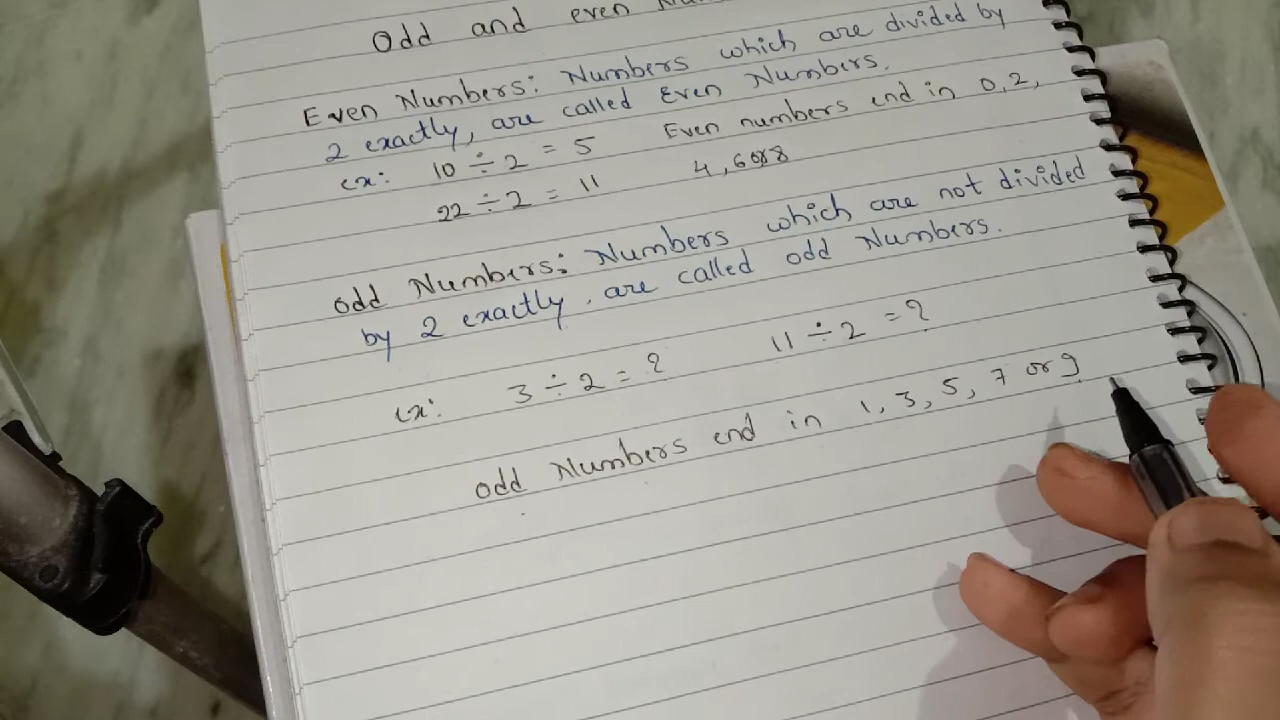 Odd and even
Even Numbers: Numbers which are divided by
2 exactly, are called Even Numbers.
ex: 10 ÷ 2 = 5 Even numbers end in 0, 2,
22 ÷ 2 = 11 4, 6 or 8
odd Numbers: Numbers which are not divided
by 2 exactly, are called odd Numbers.
ex: 3 ÷ 2 = ? 11 ÷ 2 = ?
odd Numbers end in 1, 3, 5, 7 or 9